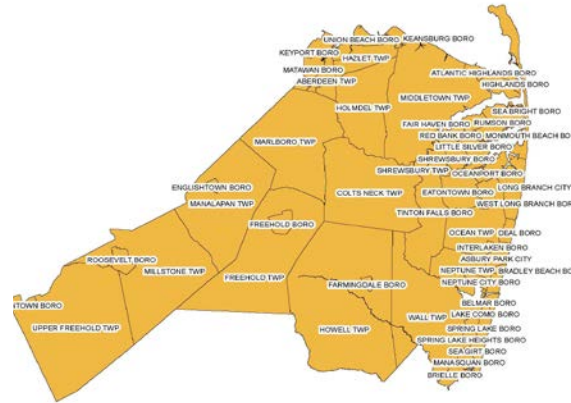 UNION BEACH BORO
KEANSBURG BORO
KEYPORT BORO
HAZLET TWP
MATAWAN BORO
ABERDEEN TWP
ATLANTIC HIGHLANDS BORO
HIGHLANDS BORO
HOLMDEL TWP
MIDDLETOWN TWP
SEA BRIGHT BORO
FAIR HAVEN BORO
RUMSON BORO
RED BANK BORO
MONMOUTH BEACH BO
MARLBORO TWP
LITTLE SILVER BORO
SHREWSBURY BORO
SHREWSBURY TWP
OCEANPORT BORO
ENGLISHTOWN BORO
COLTS NECK TWP
EATONTOWN BORO
LONG BRANCH CITY
MANALAPAN TWP
WEST LONG BRANCH BOR
FREEHOLD BORO
TINTON FALLS BORO
OCEAN TWP
DEAL BORO
INTERLAKEN BORO
ROOSEVELT BORO
ASBURY PARK CITY
MILLSTONE TWP
FREEHOLD TWP
NEPTUNE TWP
BRADLEY BEACH BO
FARMINGDALE BORO
NEPTUNE CITY BORO
NTOWN BORO
BELMAR BORO
UPPER FREEHOLD TWP
HOWELL TWP
WALL TWP
LAKE COMO BORO
SPRING LAKE BORO
SPRING LAKE HEIGHTS BORO
SEA GIRT BORO
MANASQUAN BORO
BRIELLE BORO